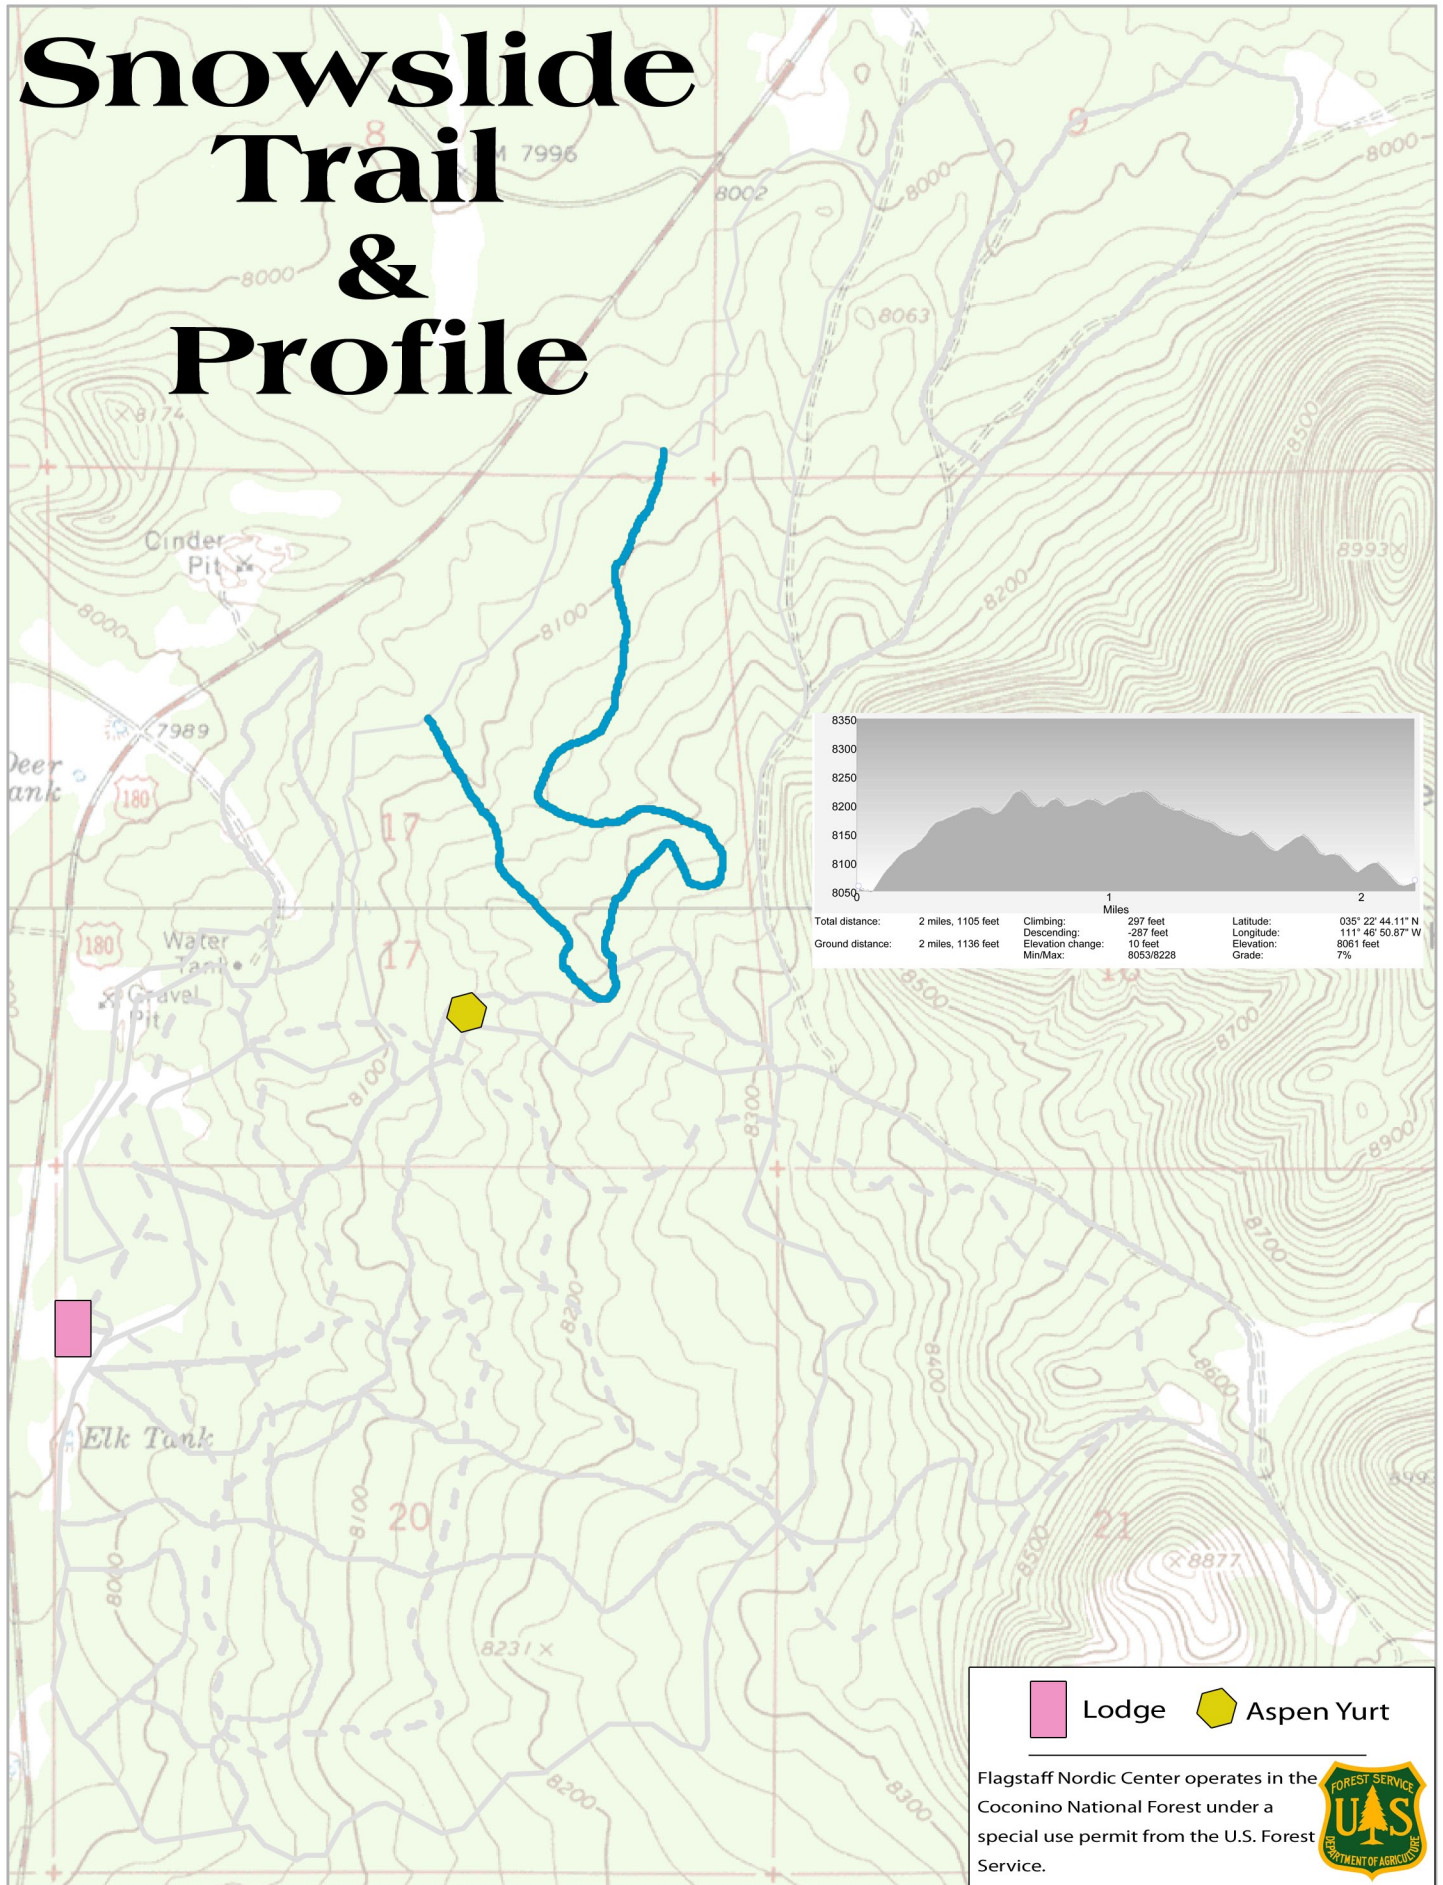 Snowslide
Trail
&
Profile
8
BM 7996
9
8000
8002
8000
8000
8063
8174
8500
Cinder
Pit
8993
8200
8100
8000
7989
Deer
Tank
180
17
180
17
Water
Tank
Gravel
Pit
8350
8300
8250
8200
8150
8100
8050
0
1
2
Miles
Total distance: 2 miles, 1105 feet Climbing: 297 feet Latitude: 035° 22' 44.11" N
Descending: -287 feet Longitude: 111° 46' 50.87" W
Ground distance: 2 miles, 1136 feet Elevation change: 10 feet Elevation: 8061 feet
Min/Max: 8053/8228 Grade: 7%
8500
8700
8100
8300
8900
8700
8200
8400
8600
Elk Tank
8100
20
21
8500
8877
8000
8231
8200
8300
Lodge
Aspen Yurt
Flagstaff Nordic Center operates in the
Coconino National Forest under a
special use permit from the U.S. Forest
Service.
FOREST SERVICE
U S
DEPARTMENT OF AGRICULTURE